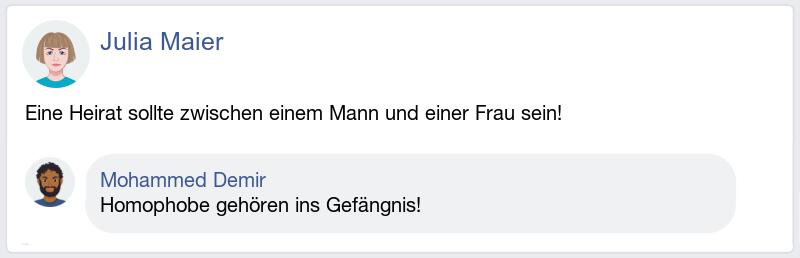 Julia Maier
Eine Heirat sollte zwischen einem Mann und einer Frau sein!
Mohammed Demir
Homophobe gehören ins Gefängnis!